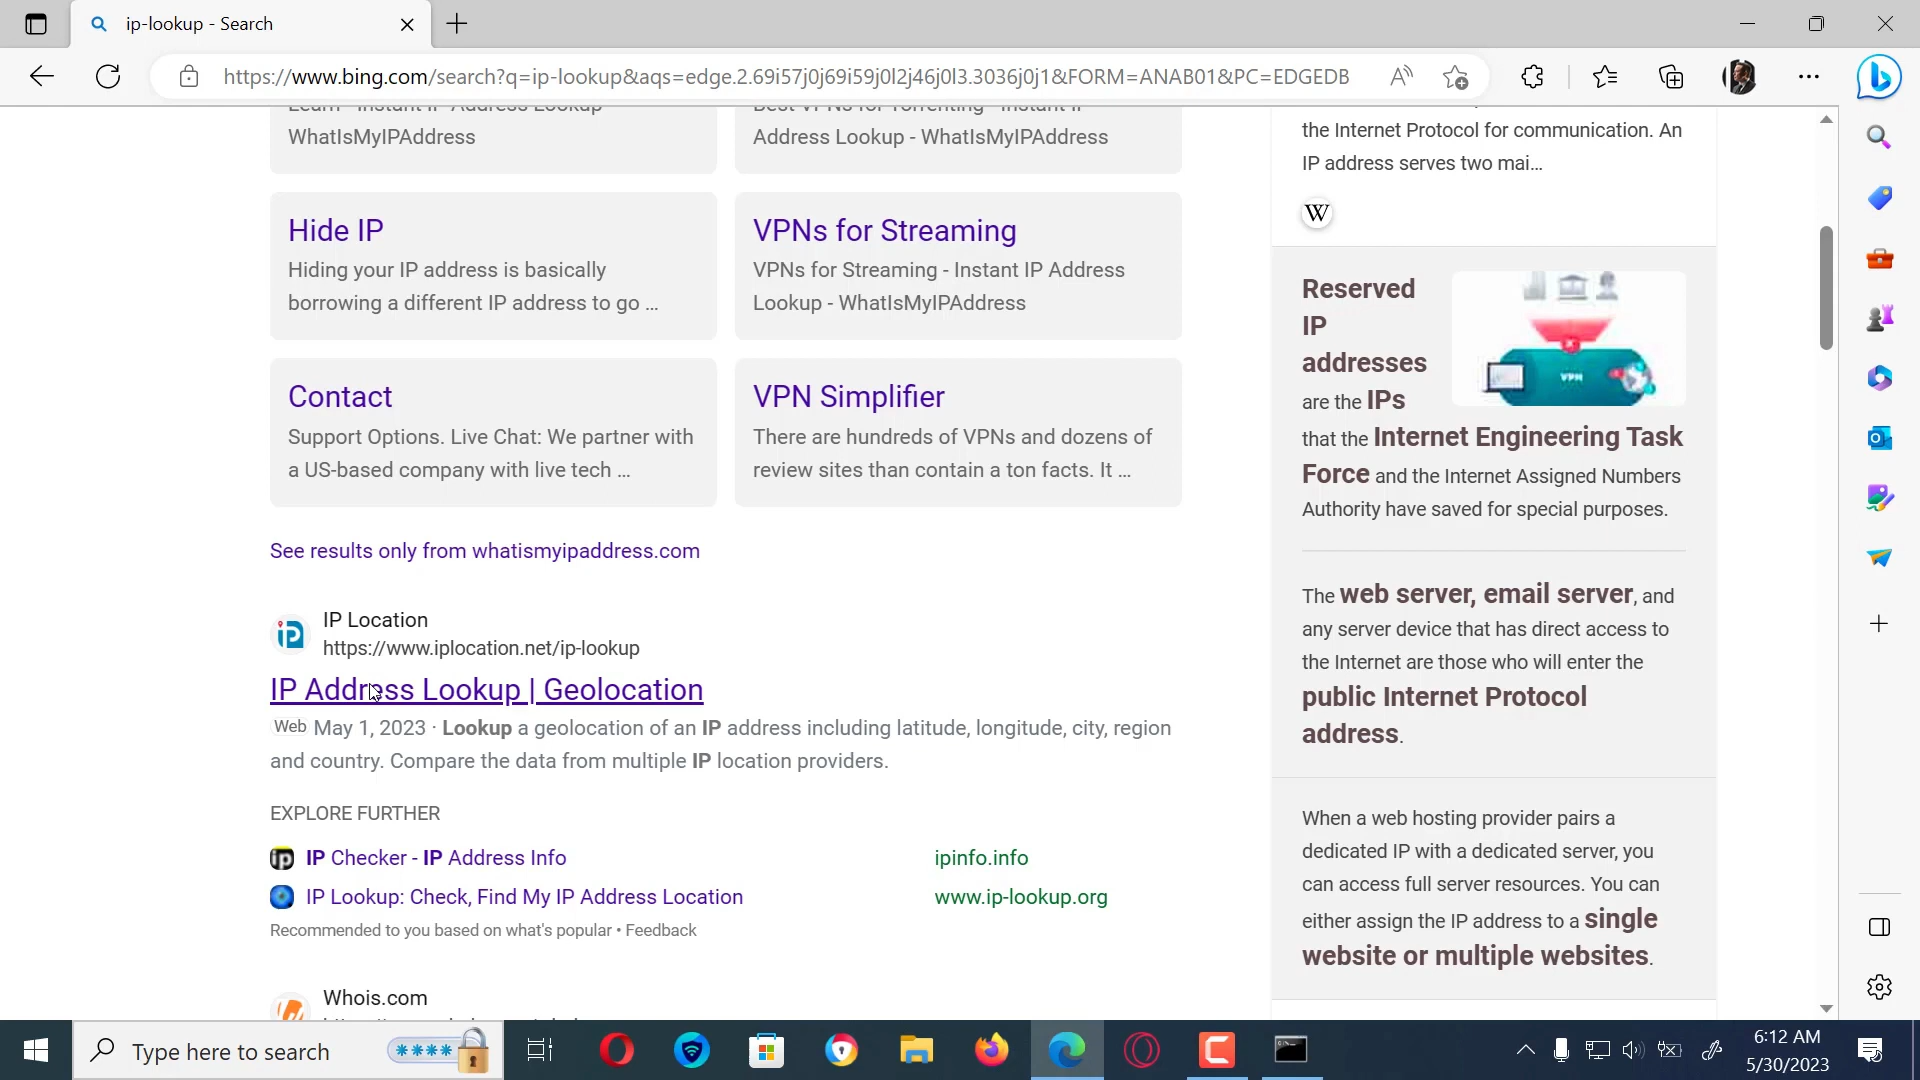 ip-lookup - Search
https://www.bing.com/search?q=ip-lookup&aqs=edge.2.69i57j0j69i59j0l2j46j0l3.3036j0j1&FORM=ANAB01&PC=EDGEDB
Learn - Instant IP Address Lookup
WhatIsMyIPAddress
Best VPNs for Torrenting - Instant IP
Address Lookup - WhatIsMyIPAddress
Hide IP
Hiding your IP address is basically
borrowing a different IP address to go ...
VPNs for Streaming
VPNs for Streaming - Instant IP Address
Lookup - WhatIsMyIPAddress
Contact
Support Options. Live Chat: We partner with
a US-based company with live tech ...
VPN Simplifier
There are hundreds of VPNs and dozens of
review sites than contain a ton facts. It ...
See results only from whatismyipaddress.com
IP Location
https://www.iplocation.net/ip-lookup
IP Address Lookup | Geolocation
Web May 1, 2023 · Lookup a geolocation of an IP address including latitude, longitude, city, region
and country. Compare the data from multiple IP location providers.
EXPLORE FURTHER
IP Checker - IP Address Info
ipinfo.info
IP Lookup: Check, Find My IP Address Location
www.ip-lookup.org
Recommended to you based on what's popular • Feedback
Whois.com
the Internet Protocol for communication. An
IP address serves two mai...
W
Reserved
IP
addresses
are the IPs
that the Internet Engineering Task
Force and the Internet Assigned Numbers
Authority have saved for special purposes.
VPN
The web server, email server, and
any server device that has direct access to
the Internet are those who will enter the
public Internet Protocol
address.
When a web hosting provider pairs a
dedicated IP with a dedicated server, you
can access full server resources. You can
either assign the IP address to a single
website or multiple websites.
Type here to search
****
6:12 AM
5/30/2023